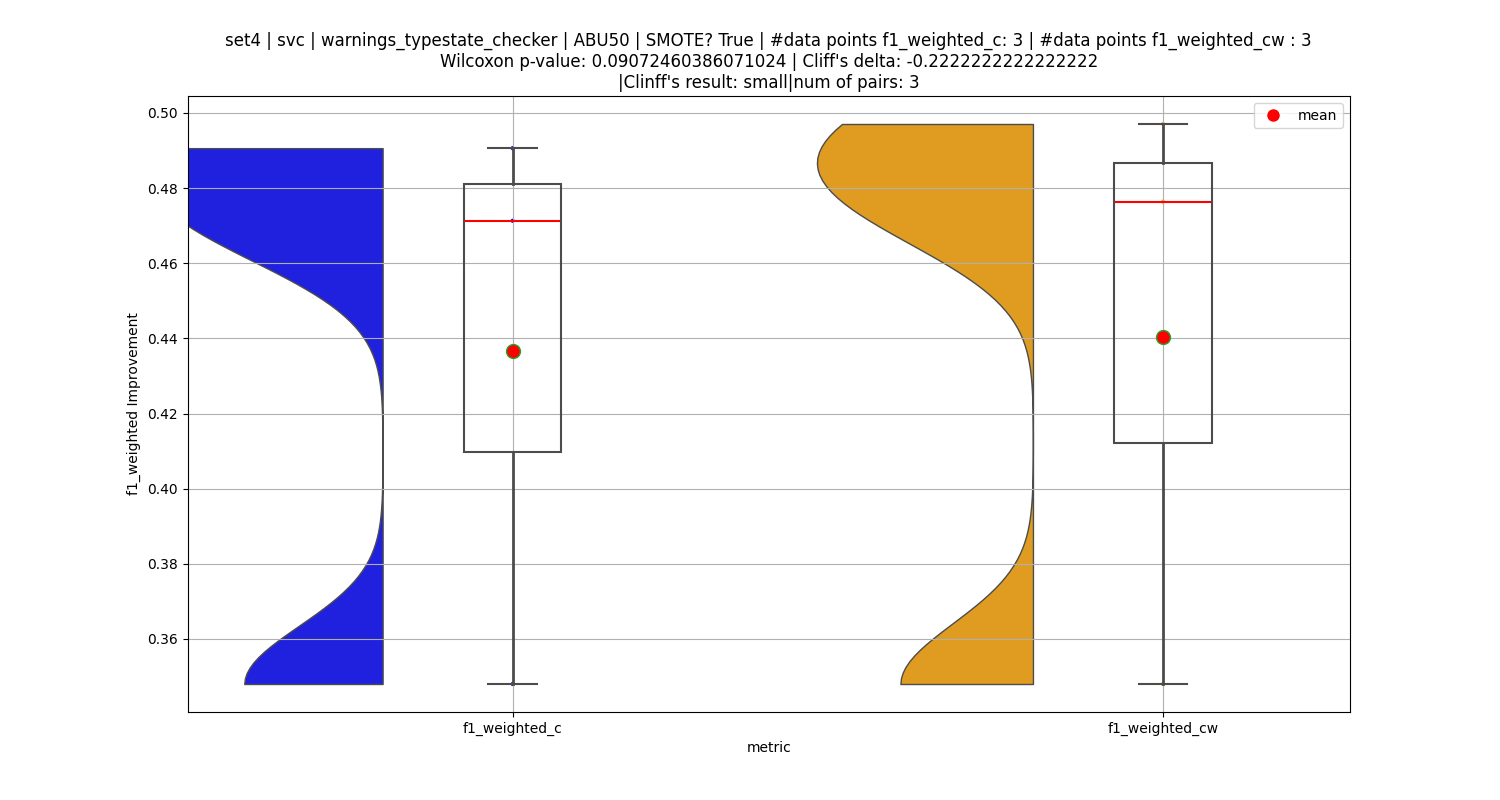 set4 | svc | warnings_typestate_checker | ABU50 | SMOTE? True | #data points f1_weighted_c: 3 | #data points f1_weighted_cw : 3
Wilcoxon p-value: 0.09072460386071024 | Cliff's delta: -0.2222222222222222
|Clinff's result: small|num of pairs: 3
mean
0.50
0.48
0.46
0.44
0.42
0.40
0.38
0.36
f1_weighted Improvement
f1_weighted_c
f1_weighted_cw
metric